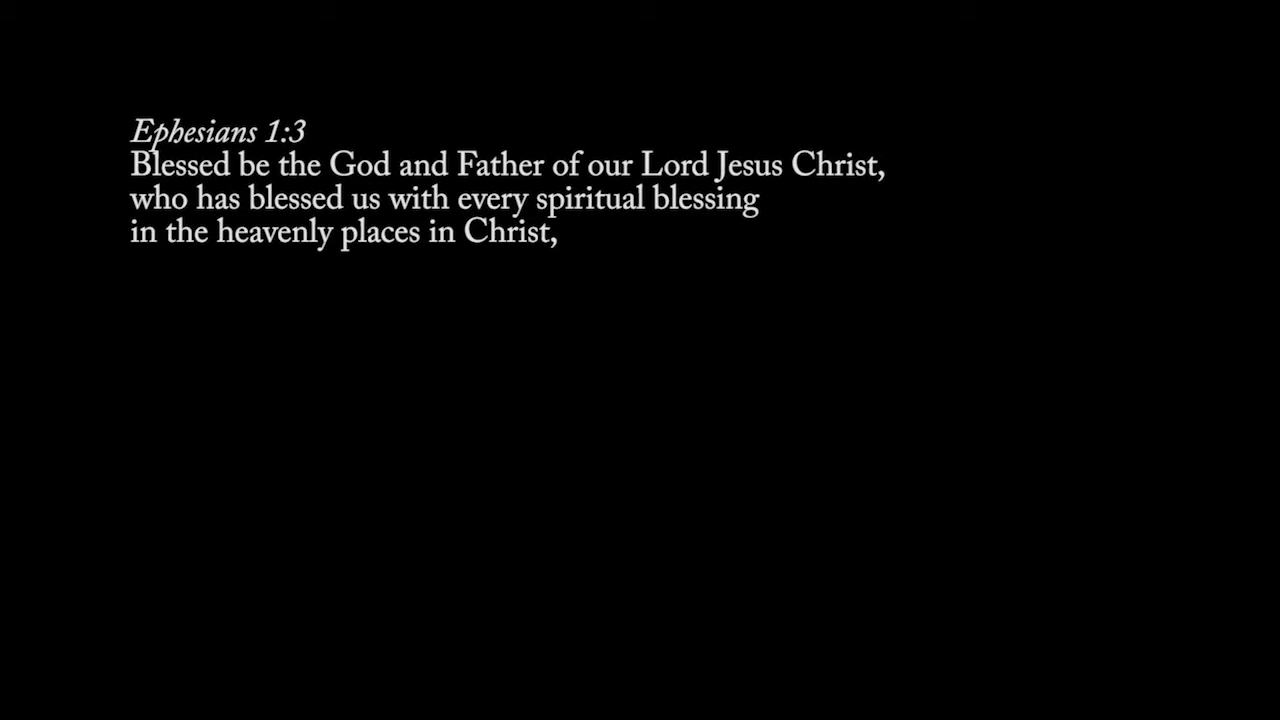 Ephesians 1:3
Blessed be the God and Father of our Lord Jesus Christ,
who has blessed us with every spiritual blessing
in the heavenly places in Christ,